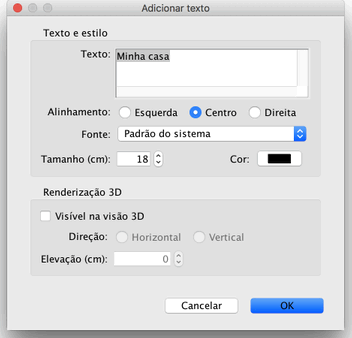 Adicionar texto
Texto e estilo
Texto: Minha casa
Alinhamento: Esquerda Centro Direita
Fonte: Padrão do sistema
Tamanho (cm): 18 Cor:
Renderização 3D
Visível na visão 3D
Direção: Horizontal Vertical
Elevação (cm): 0
Cancelar OK